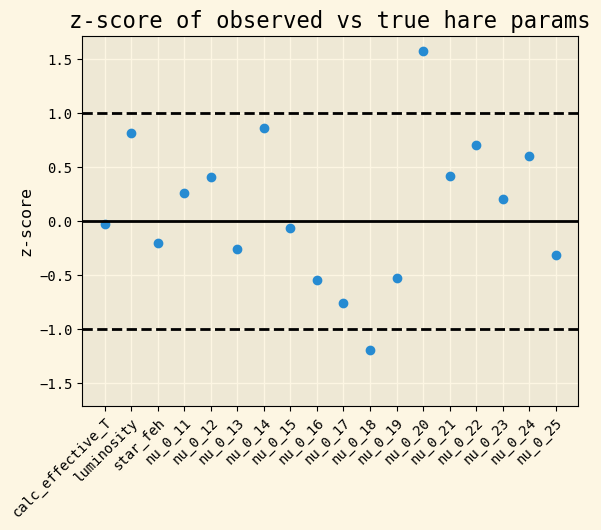 z-score of observed vs true hare params
z-score
1.5
1.0
0.5
0.0
−0.5
−1.0
−1.5
calc_effective_T
luminosity
star_feh
nu_0_11
nu_0_12
nu_0_13
nu_0_14
nu_0_15
nu_0_16
nu_0_17
nu_0_18
nu_0_19
nu_0_20
nu_0_21
nu_0_22
nu_0_23
nu_0_24
nu_0_25